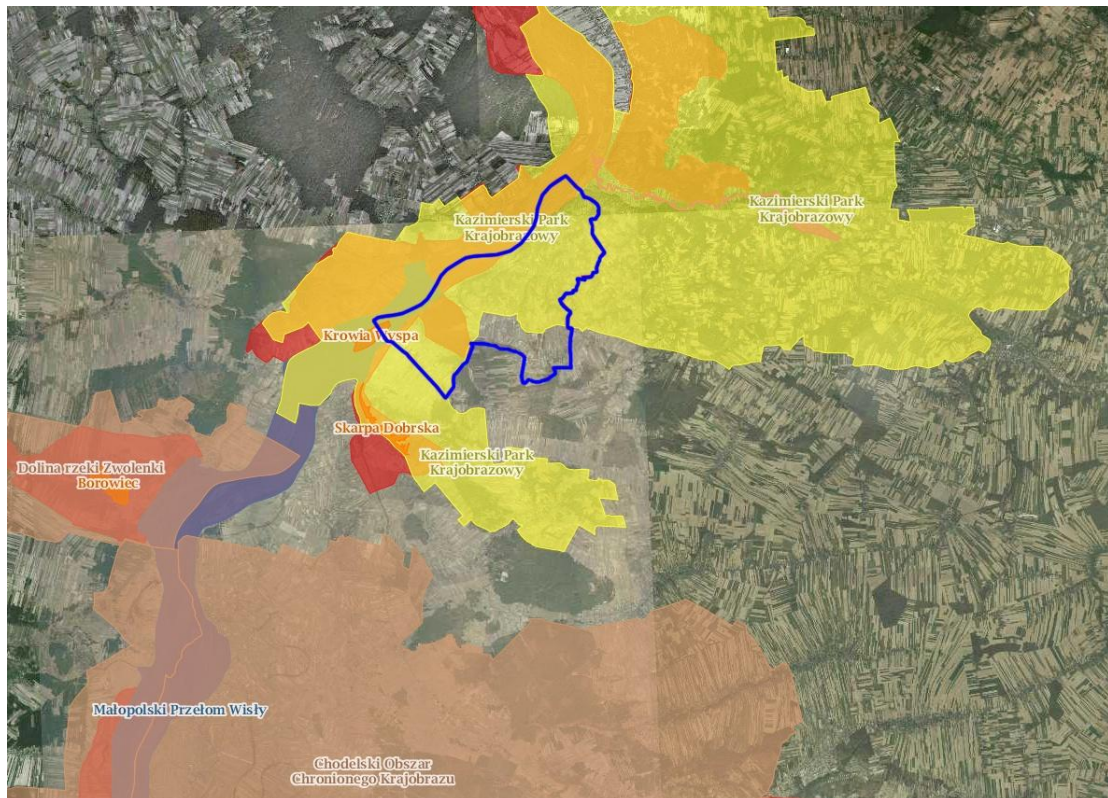 Kazimierski Park
Krajobrazowy
Kazimierski Park
Krajobrazowy
Krowia Wyspa
Skarpa Dobrska
Kazimierski Park
Krajobrazowy
Dolina rzeki Zwolenki
Borowiec
Małopolski Przełom Wisły
Chodelski Obszar
Chronionego Krajobrazu